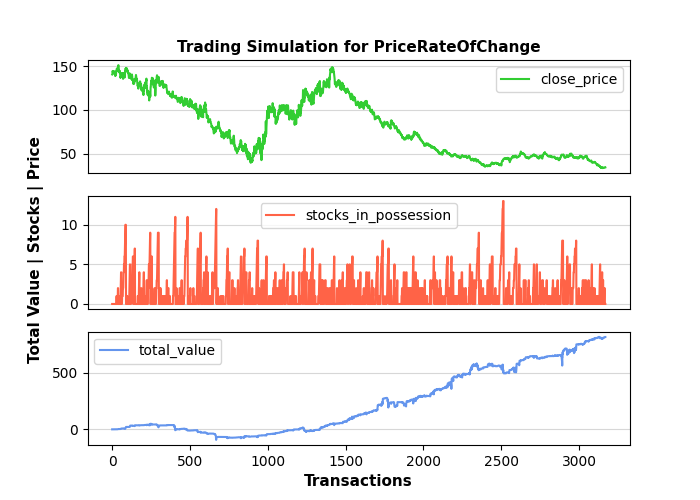 Trading Simulation for PriceRateOfChange
150
100
50
close_price
10
5
0
stocks_in_possession
500
0
total_value
0 500 1000 1500 2000 2500 3000
Transactions
Total Value | Stocks | Price